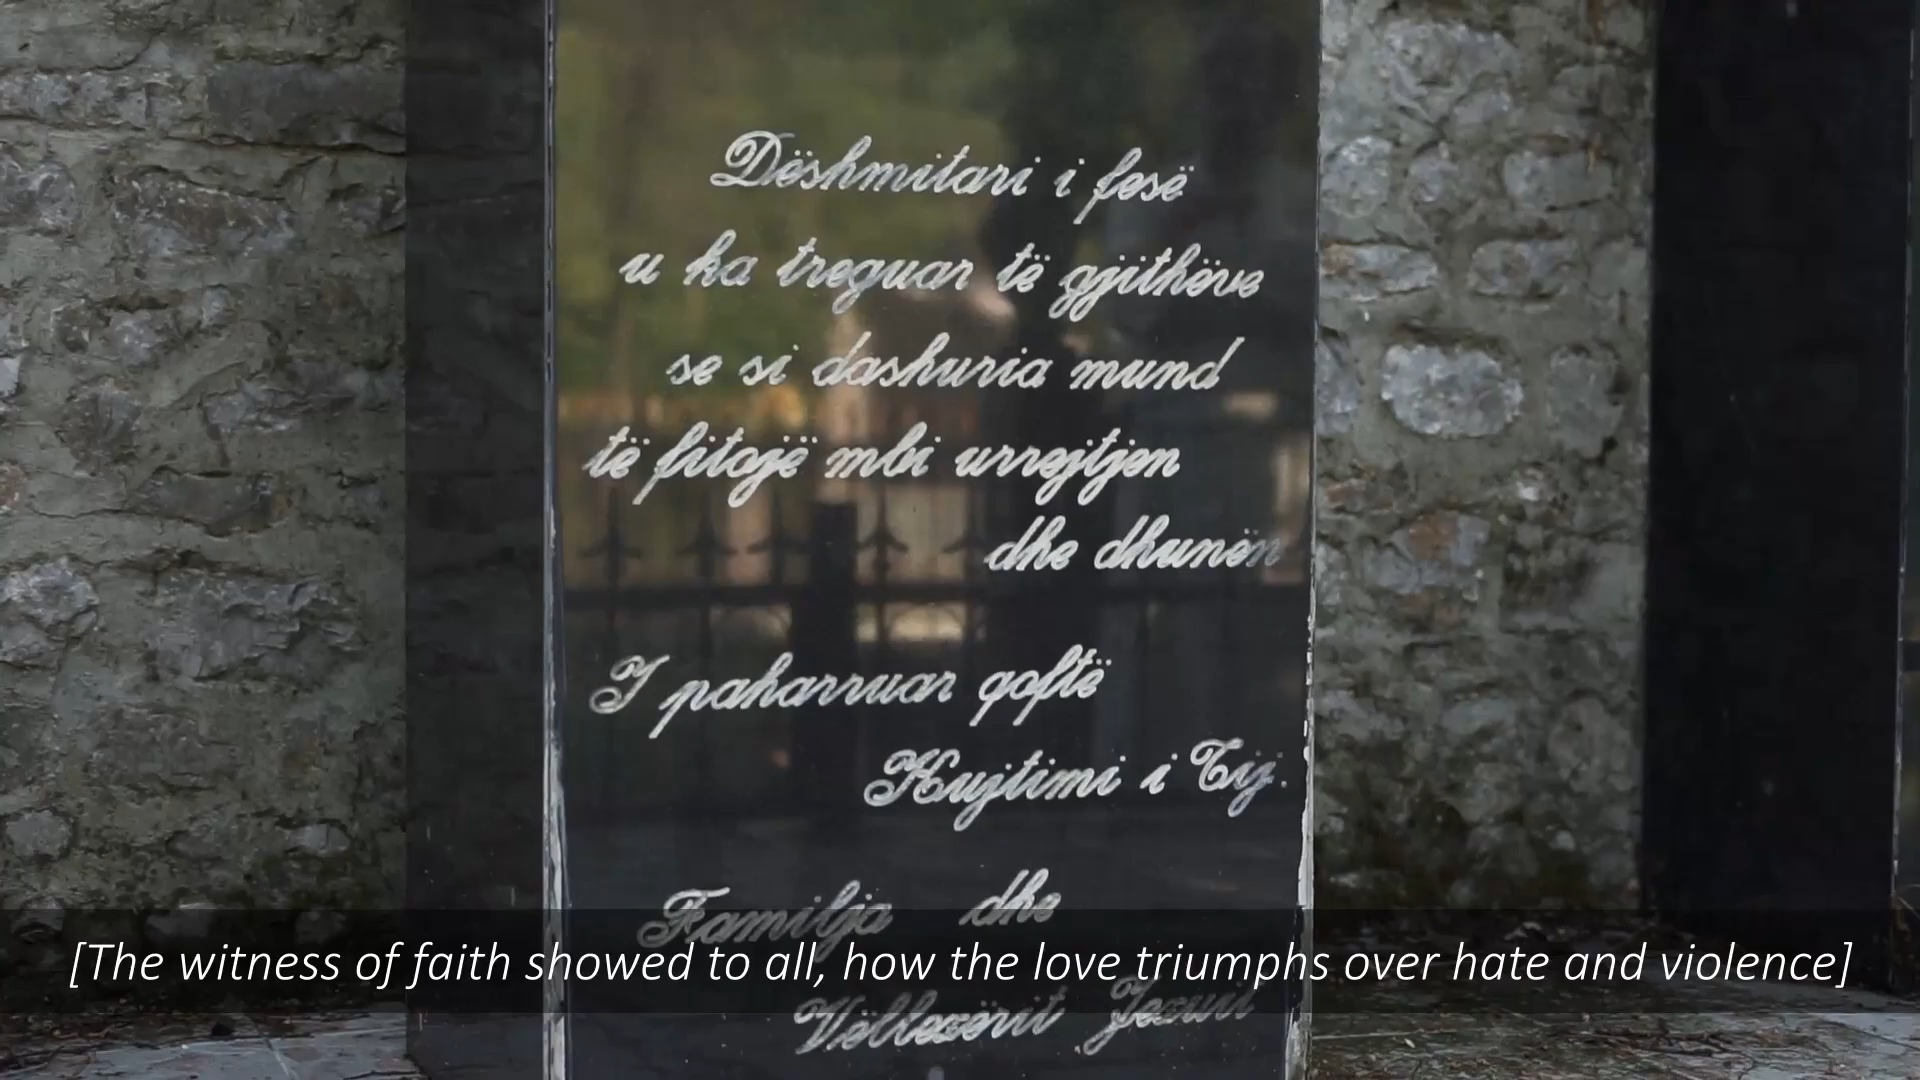 Dëshmitari i fesë
u ka treguar të gjithëve
se si dashuria mund
të fitojë mbi urrejtjen
dhe dhunën
I paharruar qoftë
Kujtimi i Tij.
Familja dhe
[The witness of faith showed to all, how the love triumphs over hate and violence]
Vëllezërit Jezuit